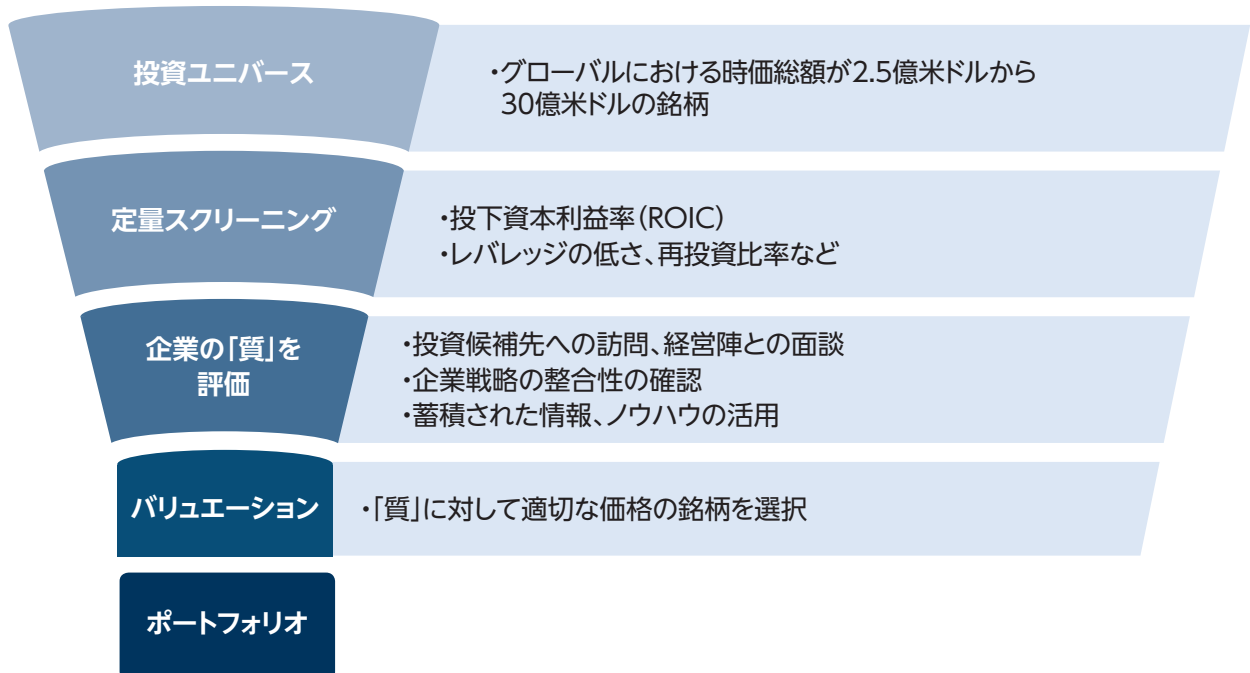 投資ユニバース
・グローバルにおける時価総額が2.5億米ドルから
30億米ドルの銘柄
定量スクリーニング
・投下資本利益率（ROIC）
・レバレッジの低さ、再投資比率など
企業の「質」を
評価
・投資候補先への訪問、経営陣との面談
・企業戦略の整合性の確認
・蓄積された情報、ノウハウの活用
バリュエーション
・「質」に対して適切な価格の銘柄を選択
ポートフォリオ